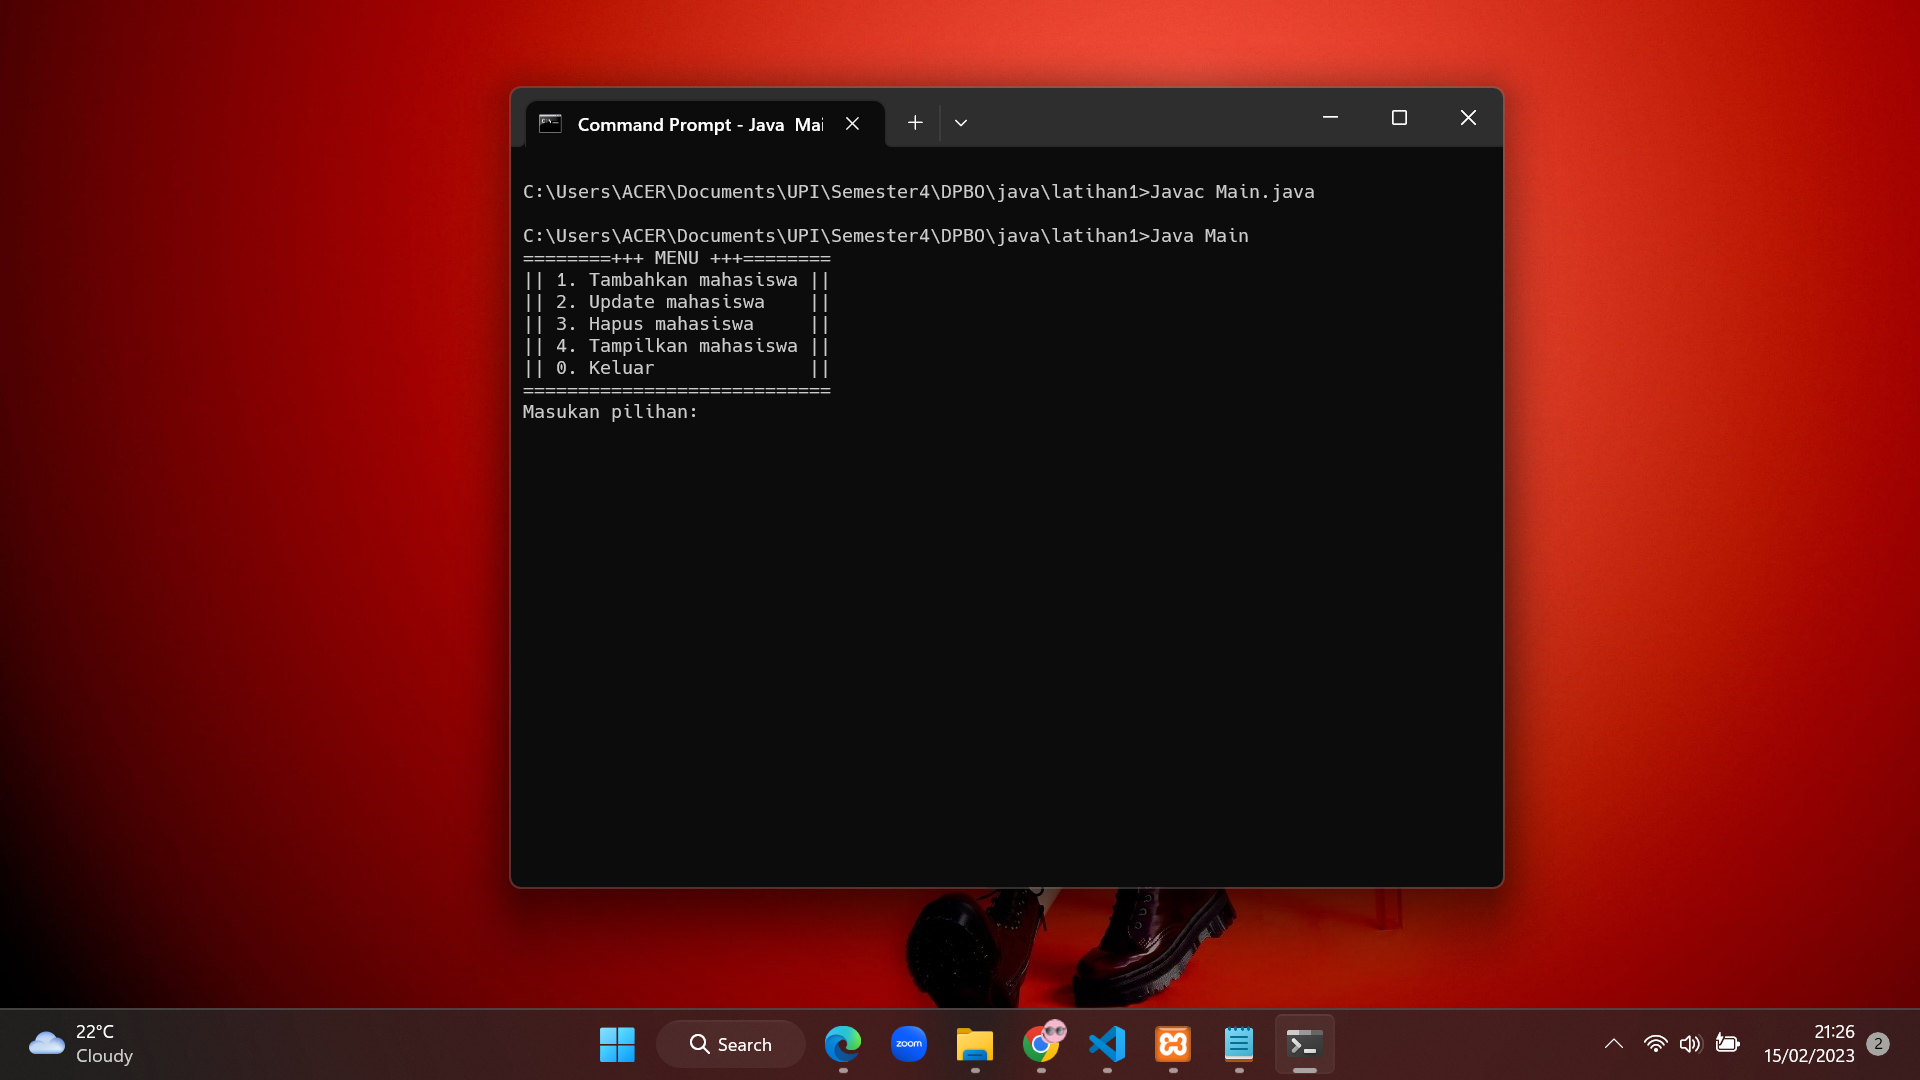 Command Prompt - Java  Mai
C:\Users\ACER\Documents\UPI\Semester4\DPBO\java\latihan1>Javac Main.java
C:\Users\ACER\Documents\UPI\Semester4\DPBO\java\latihan1>Java Main
========+++ MENU +++========
|| 1. Tambahkan mahasiswa ||
|| 2. Update mahasiswa    ||
|| 3. Hapus mahasiswa     ||
|| 4. Tampilkan mahasiswa ||
|| 0. Keluar              ||
============================
Masukan pilihan:
22°C
Cloudy
Search
zoom
21:26
15/02/2023
2